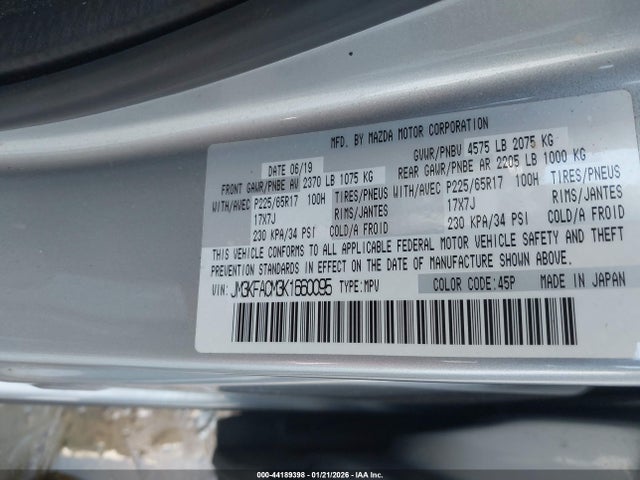 MFD. BY MAZDA MOTOR CORPORATION
DATE 06/19 GVWR/PNBV 4575 LB 2075 KG
FRONT GAWR/PNBE AV 2370 LB 1075 KG REAR GAWR/PNBE AR 2205 LB 1000 KG
WITH/AVEC P225/65R17 100H TIRES/PNEUS WITH/AVEC P225/65R17 100H TIRES/PNEUS
17X7J RIMS/JANTES 17X7J RIMS/JANTES
230 KPA/34 PSI COLD/A FROID 230 KPA/34 PSI COLD/A FROID
THIS VEHICLE CONFORMS TO ALL APPLICABLE FEDERAL MOTOR VEHICLE SAFETY AND THEFT
PREVENTION STANDARDS IN EFFECT ON THE DATE OF MANUFACTURE SHOWN ABOVE.
VIN: JM3KFACM3K1660095 TYPE:MPV COLOR CODE:45P MADE IN JAPAN
000-44189398 - 01/21/2026 - IAA Inc.